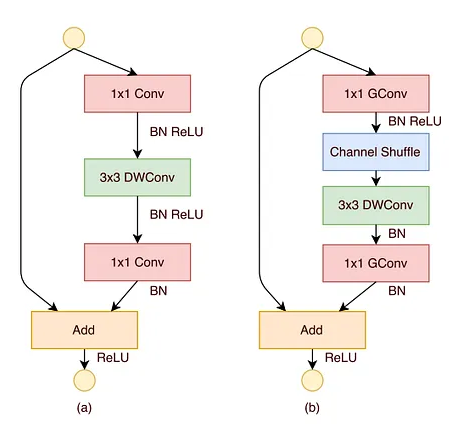 1x1 Conv
BN ReLU
3x3 DWConv
BN ReLU
1x1 Conv
BN
Add
ReLU
(a)
1x1 GConv
BN ReLU
Channel Shuffle
3x3 DWConv
BN
1x1 GConv
BN
Add
ReLU
(b)